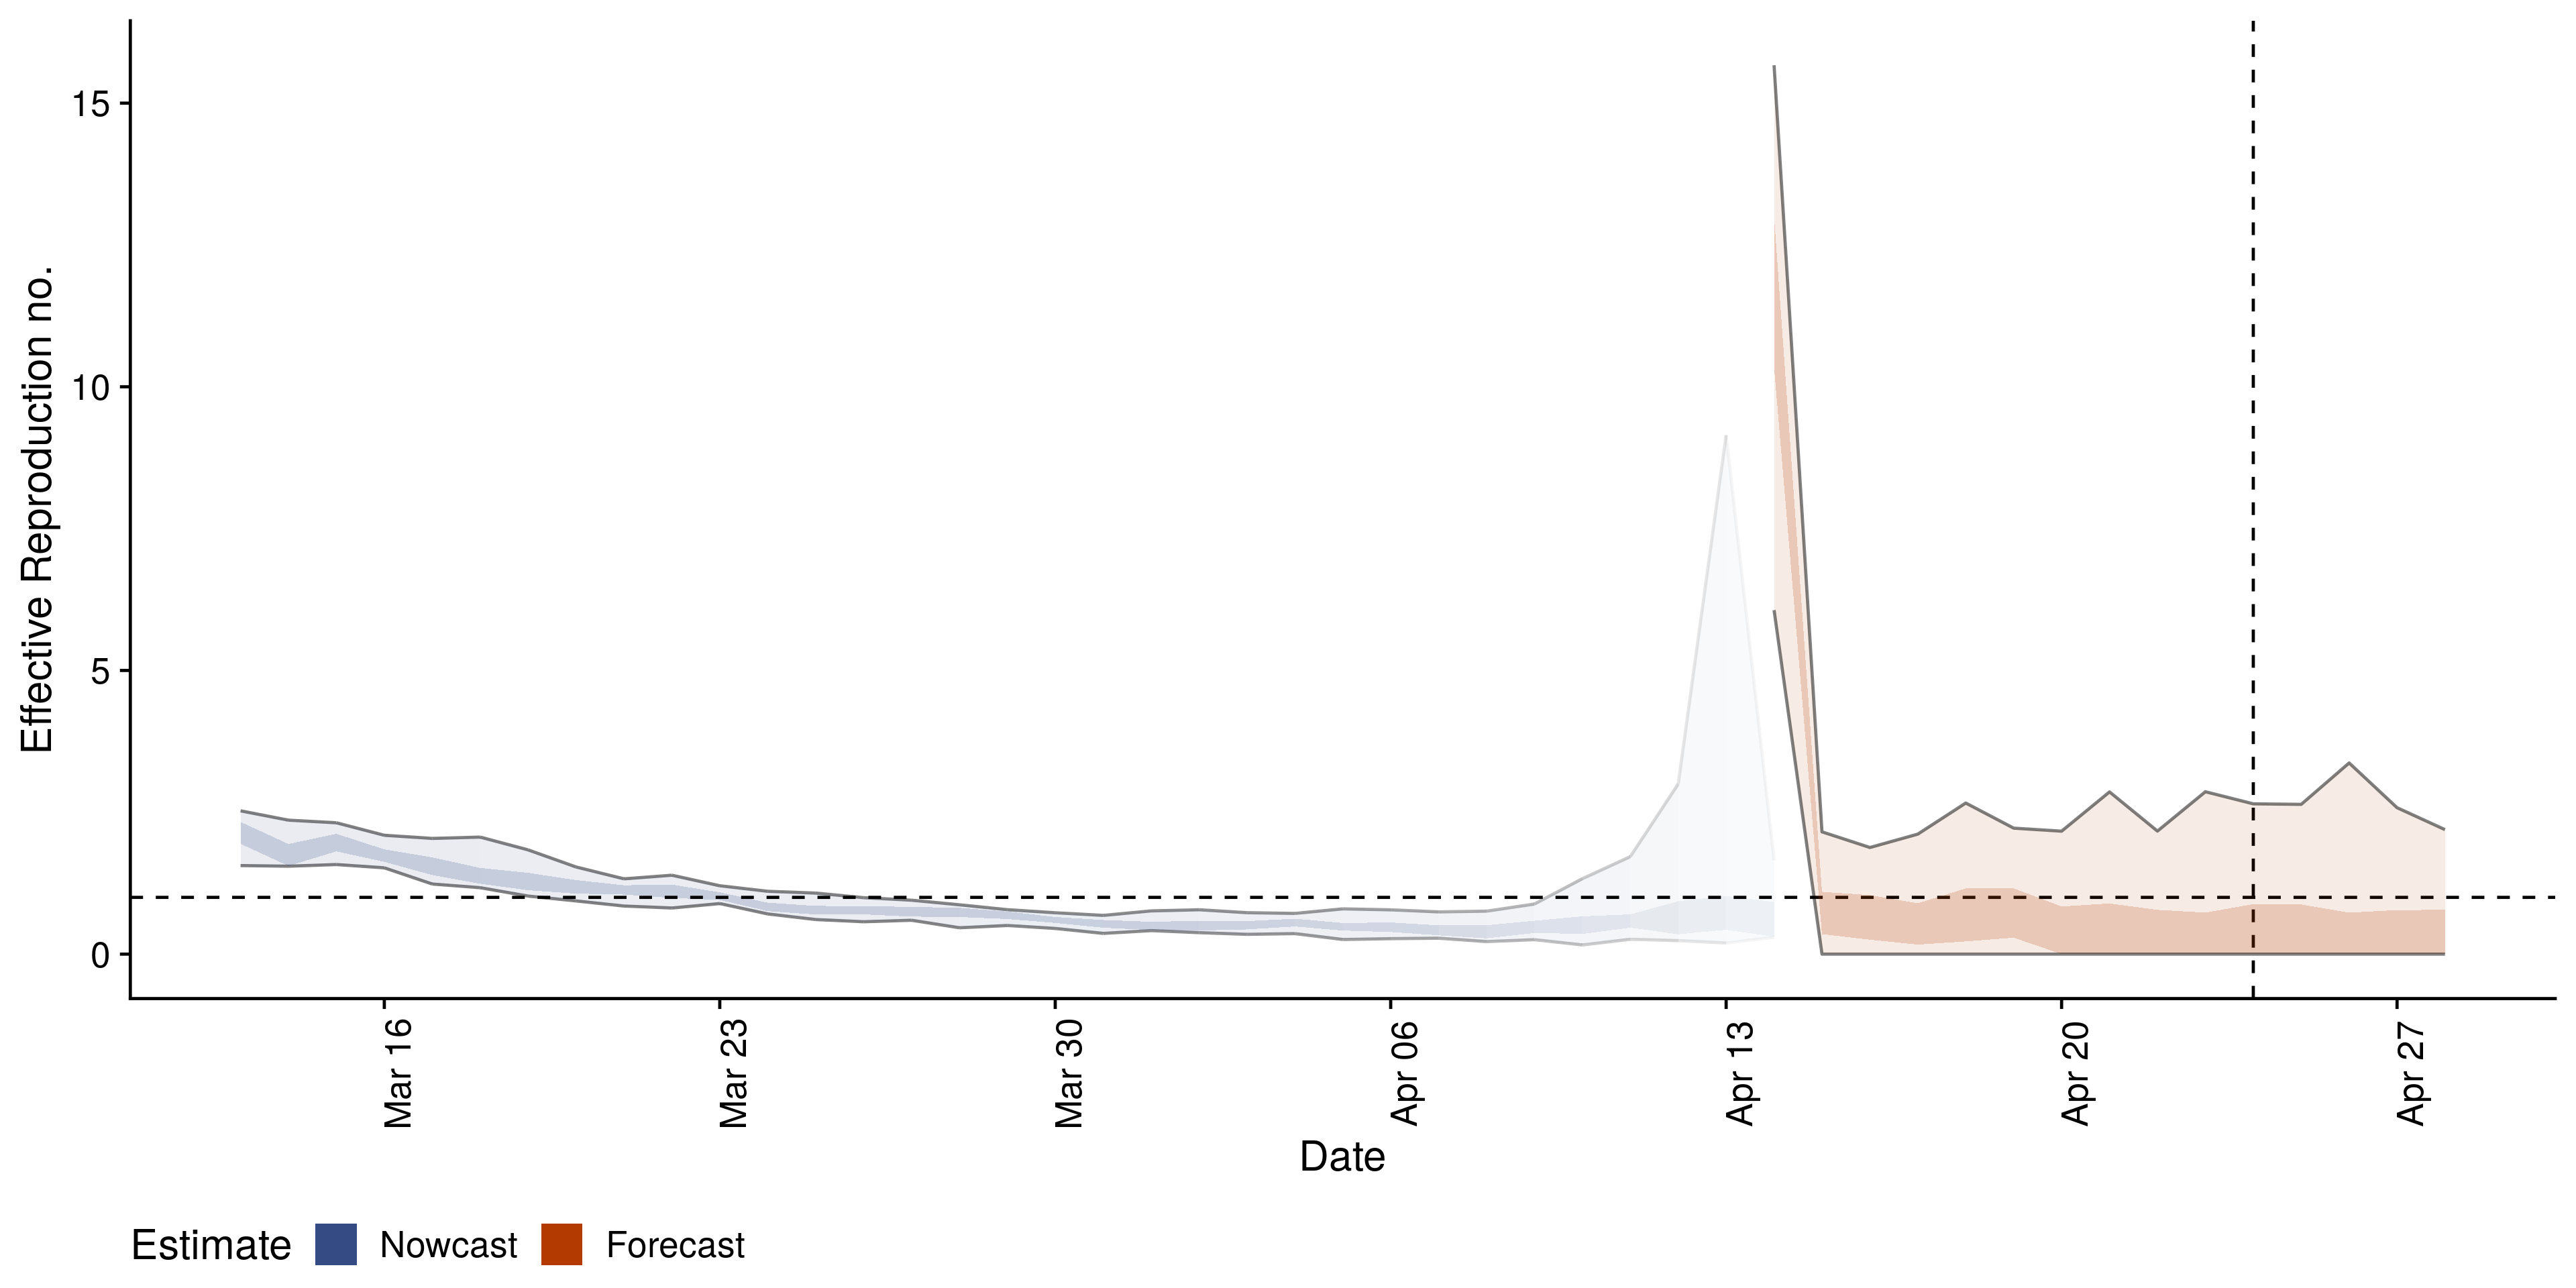 Effective Reproduction no.
15
10
5
0
Mar 16
Mar 23
Mar 30
Apr 06
Apr 13
Apr 20
Apr 27
Date
Estimate Nowcast Forecast